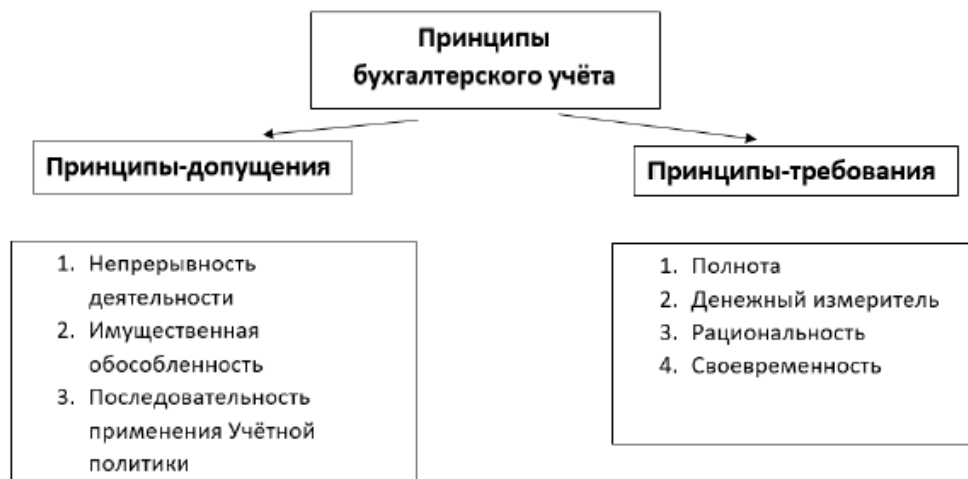 Принципы
бухгалтерского учёта
Принципы-допущения
Принципы-требования
1. Непрерывность
деятельности
2. Имущественная
обособленность
3. Последовательность
применения Учётной
политики
1. Полнота
2. Денежный измеритель
3. Рациональность
4. Своевременность